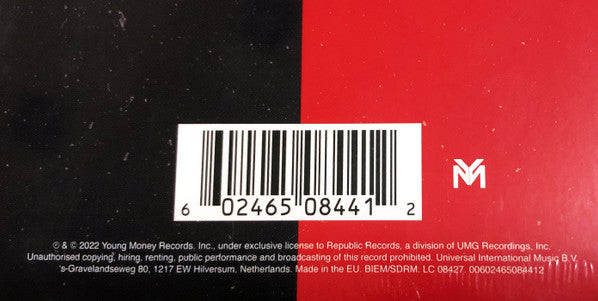 YM
6 02465 08441 2
℗ & © 2022 Young Money Records, Inc., under exclusive license to Republic Records, a division of UMG Recordings, Inc.
Unauthorised copying, hiring, renting, public performance and broadcasting of this record prohibited. Universal International Music B.V.
's-Gravelandseweg 80, 1217 EW Hilversum, Netherlands. Made in the EU. BIEM/SDRM. LC 08427. 00602465084412